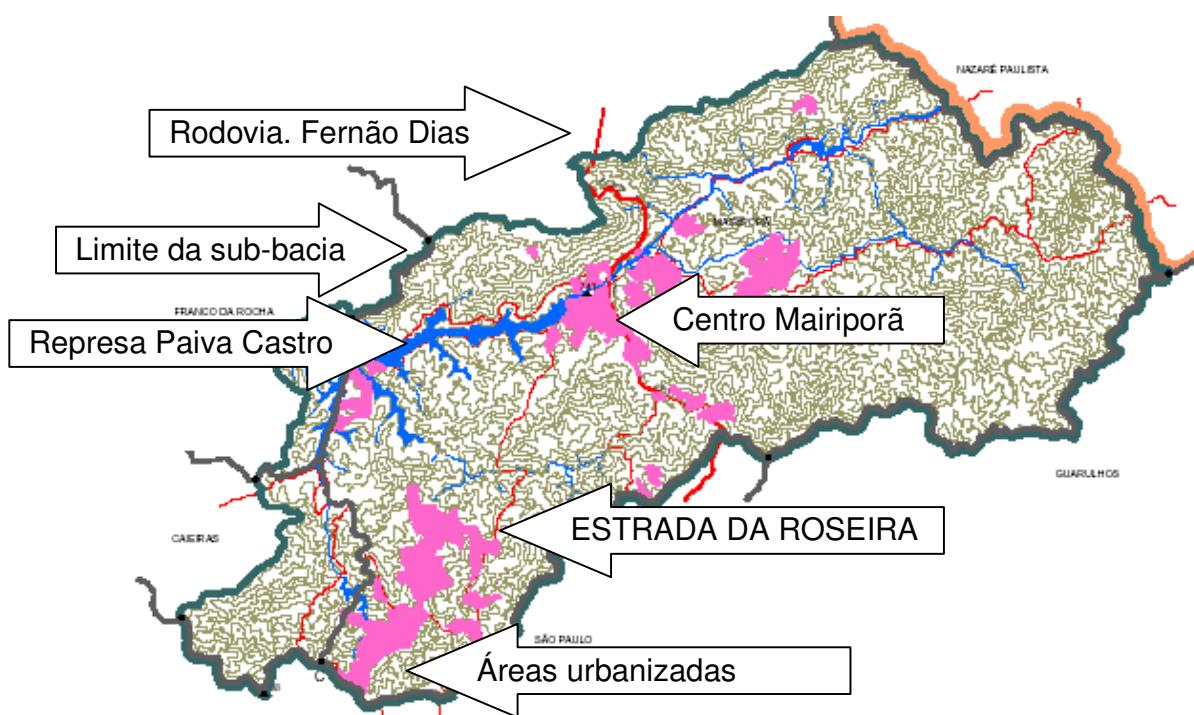 NAZARÉ PAULISTA
Rodovia. Fernão Dias
MAIRIPORÃ
Limite da sub-bacia
FRANCO DA ROCHA
Represa Paiva Castro
Centro Mairiporã
GUARULHOS
ESTRADA DA ROSEIRA
CAIEIRAS
SÃO PAULO
Áreas urbanizadas
C